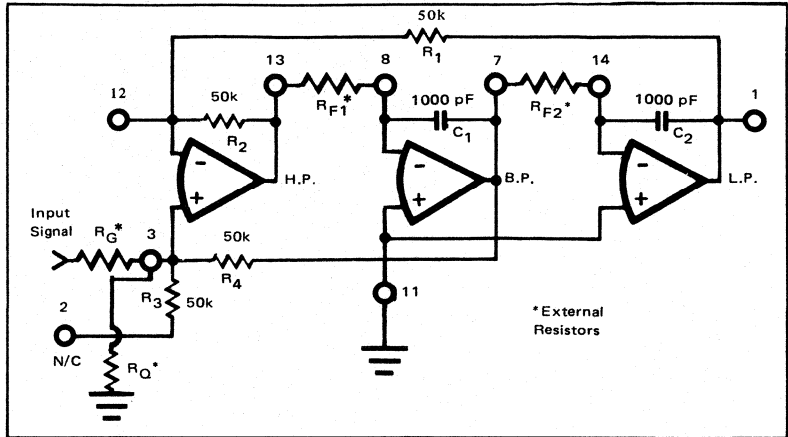 50k
R1
13
8
7
14
12
50k
RF1*
1000 pF
RF2*
1000 pF
1
R2
C1
C2
−
−
−
H.P.
B.P.
L.P.
+
+
+
Input
Signal
RG*
3
50k
R4
R3
50k
11
2
*External
Resistors
N/C
RQ*